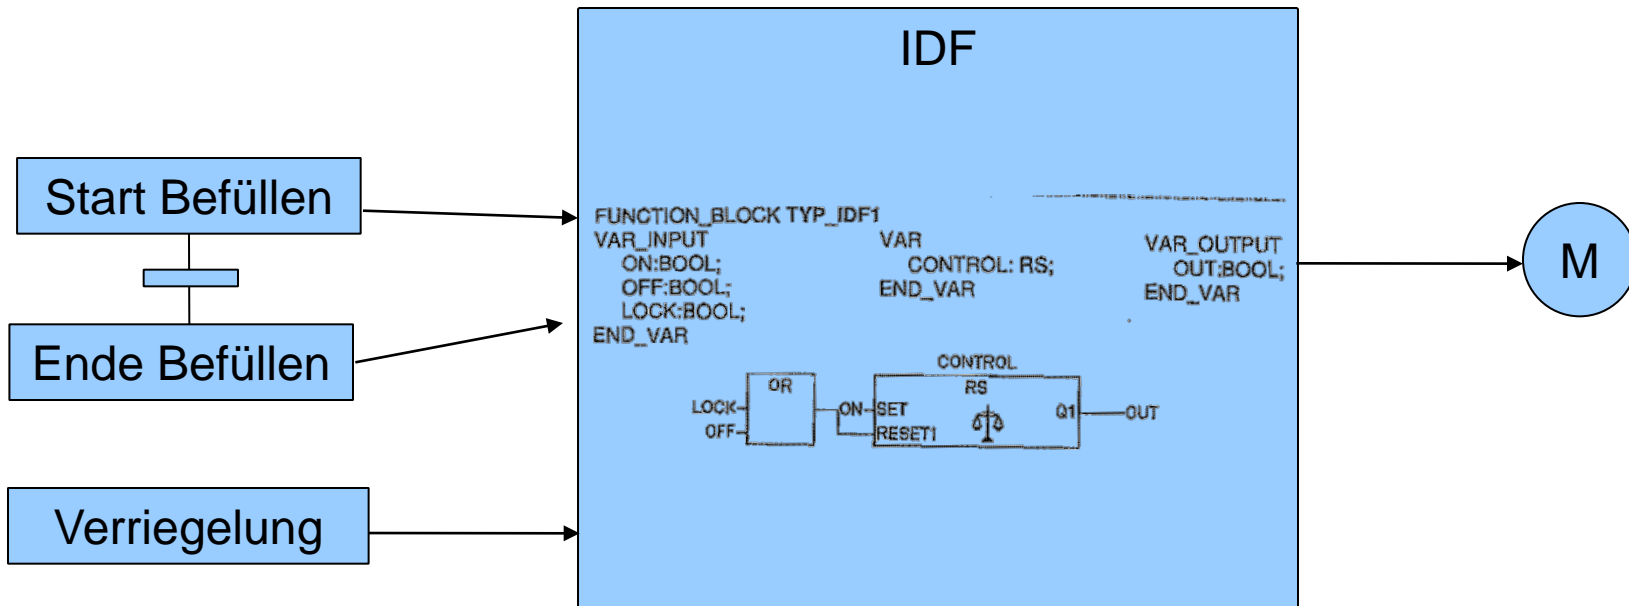 IDF
Start Befüllen
Ende Befüllen
Verriegelung
FUNCTION_BLOCK TYP_IDF1
VAR_INPUT
ON:BOOL;
OFF:BOOL;
LOCK:BOOL;
END_VAR
VAR
CONTROL: RS;
END_VAR
VAR_OUTPUT
OUT:BOOL;
END_VAR
OR
LOCK
OFF
CONTROL
RS
ON
SET
RESET1
Q1
OUT
M